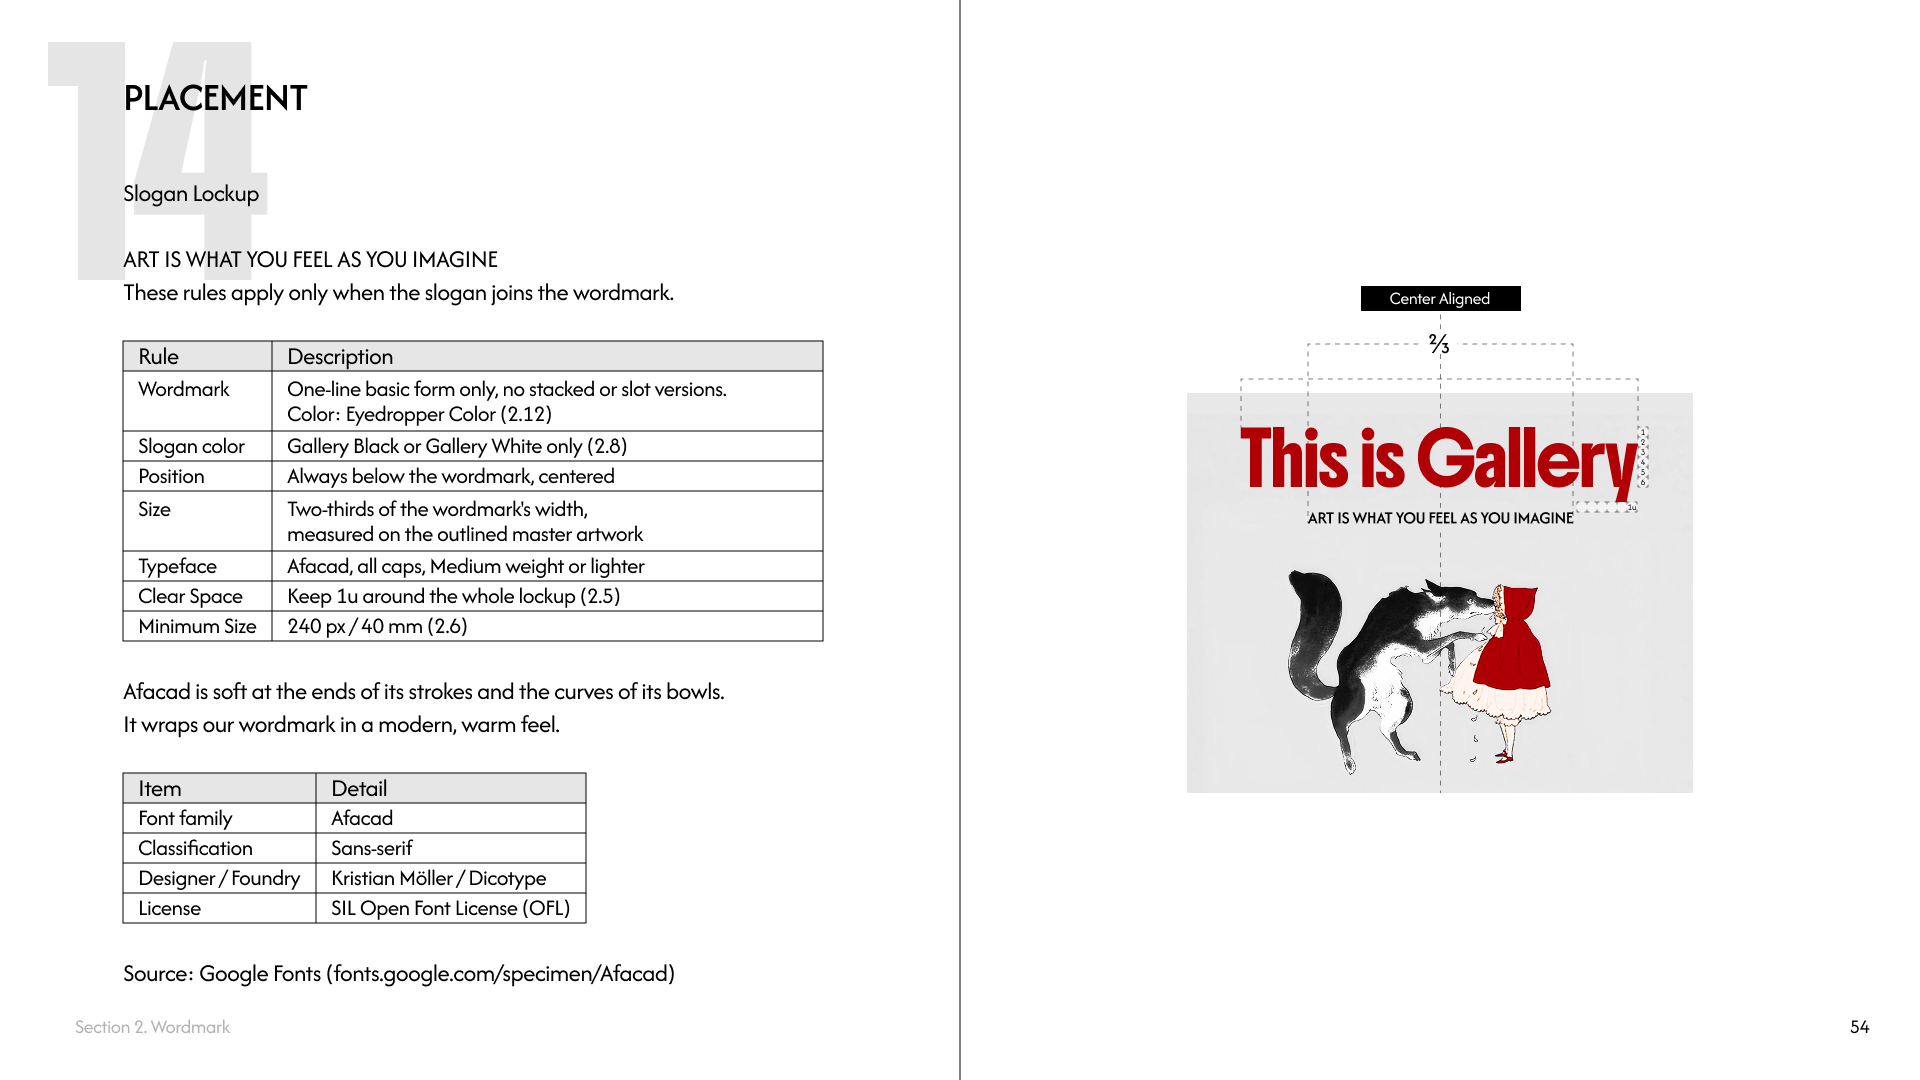 14
PLACEMENT
Slogan Lockup
ART IS WHAT YOU FEEL AS YOU IMAGINE
These rules apply only when the slogan joins the wordmark.
Rule Description
Wordmark One-line basic form only, no stacked or slot versions.
Color: Eyedropper Color (2.12)
Slogan color Gallery Black or Gallery White only (2.8)
Position Always below the wordmark, centered
Size Two-thirds of the wordmark's width,
measured on the outlined master artwork
Typeface Afacad, all caps, Medium weight or lighter
Clear Space Keep 1u around the whole lockup (2.5)
Minimum Size 240 px / 40 mm (2.6)
Afacad is soft at the ends of its strokes and the curves of its bowls.
It wraps our wordmark in a modern, warm feel.
Item Detail
Font family Afacad
Classification Sans-serif
Designer / Foundry Kristian Möller / Dicotype
License SIL Open Font License (OFL)
Source: Google Fonts (fonts.google.com/specimen/Afacad)
Section 2. Wordmark
Center Aligned
⅔
This is Gallery
1
2
3
4
5
6
1u
ART IS WHAT YOU FEEL AS YOU IMAGINE
54